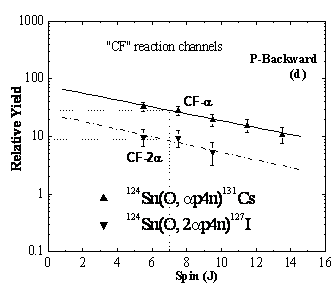 1000
"CF" reaction channels
P-Backward
(d)
100
CF-α
Relative Yield
10
CF-2α
1
▲ ¹²⁴Sn(O, αp4n)¹³¹Cs
▼ ¹²⁴Sn(O, 2αp4n)¹²⁷I
0.1
0 2 4 6 8 10 12 14 16
Spin (J)